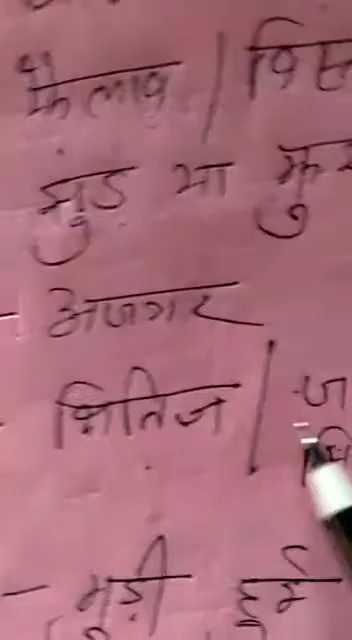 फैलाव / विस
झुंड या झु
- अजगर
- क्षितिज / ज
- मुड़ी हुई